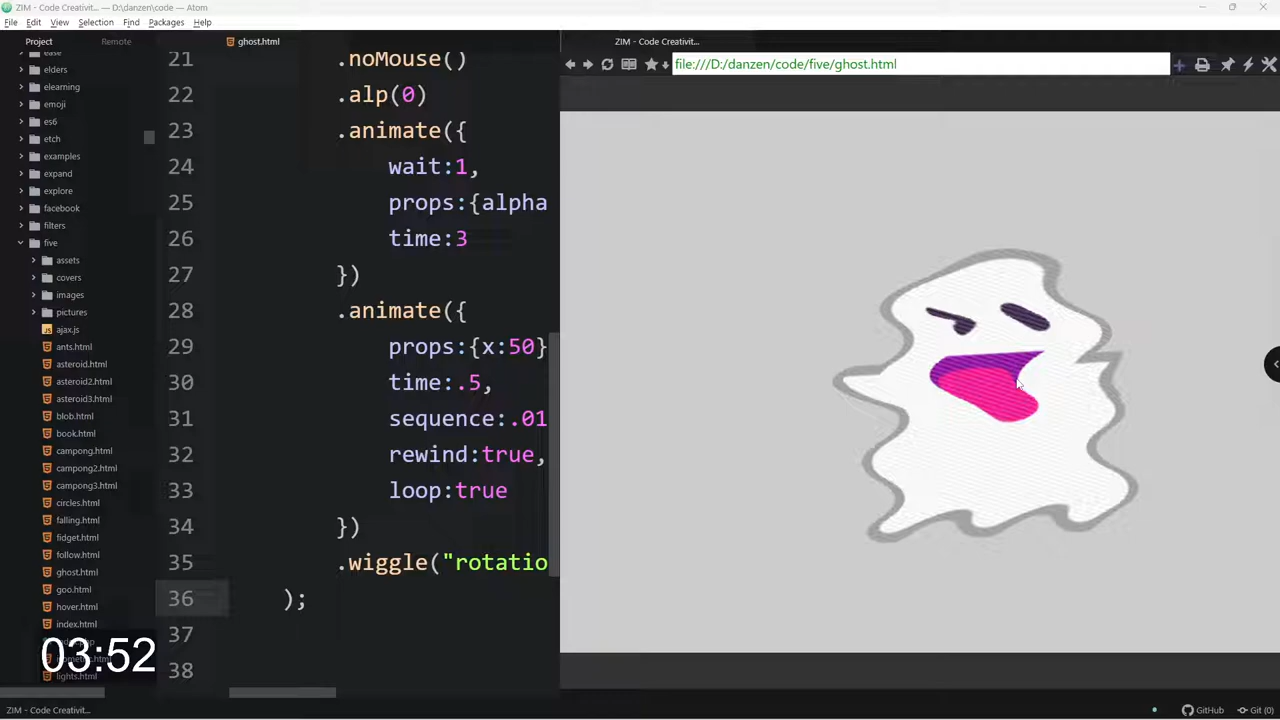 ZIM - Code Creativit... — D:\danzen\code — Atom
File Edit View Selection Find Packages Help
Project Remote
ghost.html
ZIM - Code Creativit...
file:///D:/danzen/code/five/ghost.html
ease
elders
elearning
emoji
es6
etch
examples
expand
explore
facebook
filters
five
assets
covers
images
pictures
ajax.js
ants.html
asteroid.html
asteroid2.html
asteroid3.html
blob.html
book.html
campong.html
campong2.html
campong3.html
circles.html
falling.html
fidget.html
follow.html
ghost.html
goo.html
hover.html
index.html
lights.html
03:52
21 .noMouse()
22 .alp(0)
23 .animate({
24 wait:1,
25 props:{alpha
26 time:3
27 })
28 .animate({
29 props:{x:50}
30 time:.5,
31 sequence:.01
32 rewind:true,
33 loop:true
34 })
35 .wiggle("rotatio
36 );
37
38
ZIM - Code Creativit...
GitHub
Git (0)